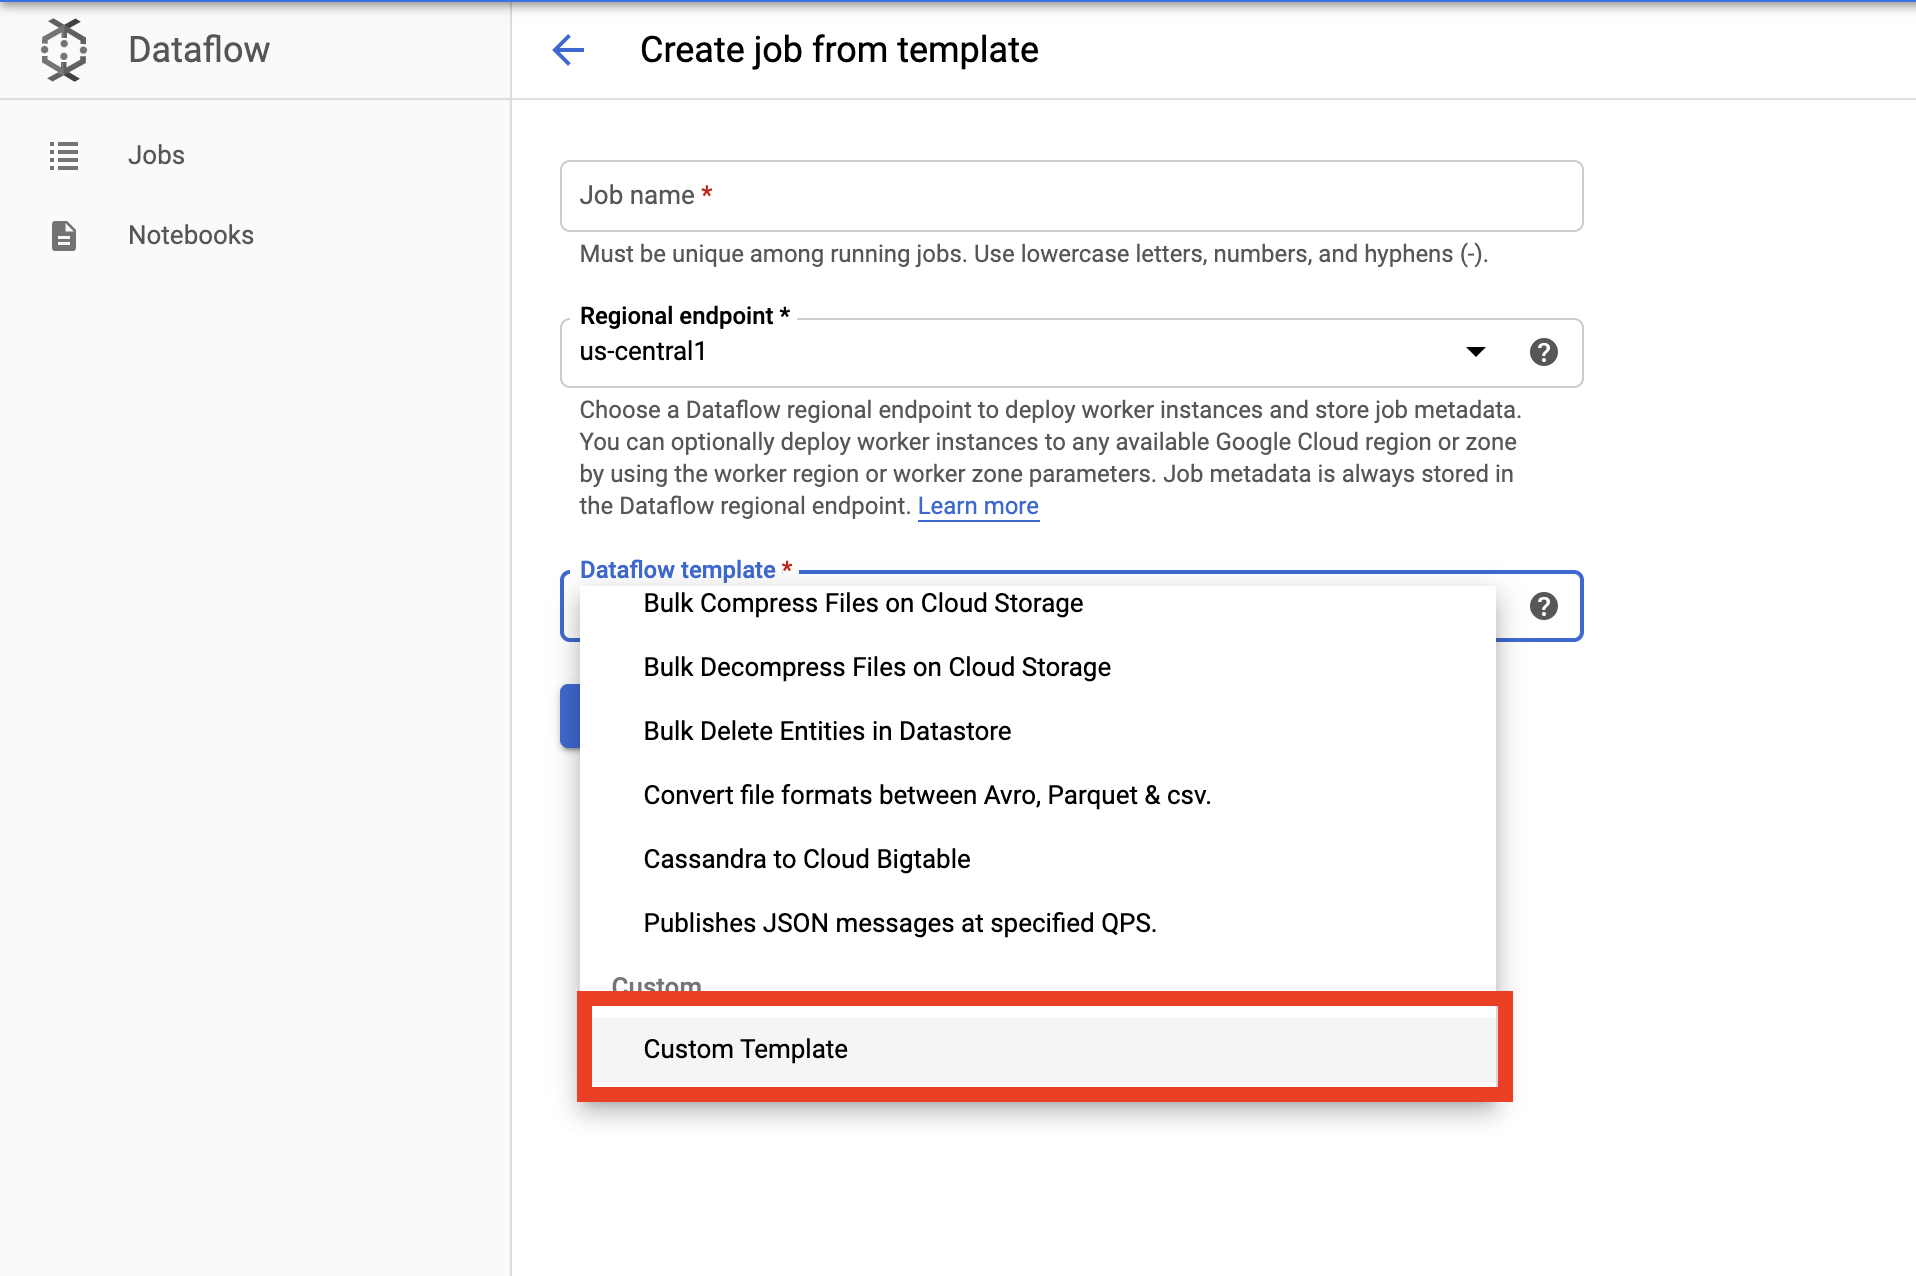 Dataflow
Create job from template
Jobs
Notebooks
Job name *
Must be unique among running jobs. Use lowercase letters, numbers, and hyphens (-).
Regional endpoint *
us-central1
Choose a Dataflow regional endpoint to deploy worker instances and store job metadata.
You can optionally deploy worker instances to any available Google Cloud region or zone
by using the worker region or worker zone parameters. Job metadata is always stored in
the Dataflow regional endpoint. Learn more
Dataflow template *
Bulk Compress Files on Cloud Storage
Bulk Decompress Files on Cloud Storage
Bulk Delete Entities in Datastore
Convert file formats between Avro, Parquet & csv.
Cassandra to Cloud Bigtable
Publishes JSON messages at specified QPS.
Custom
Custom Template